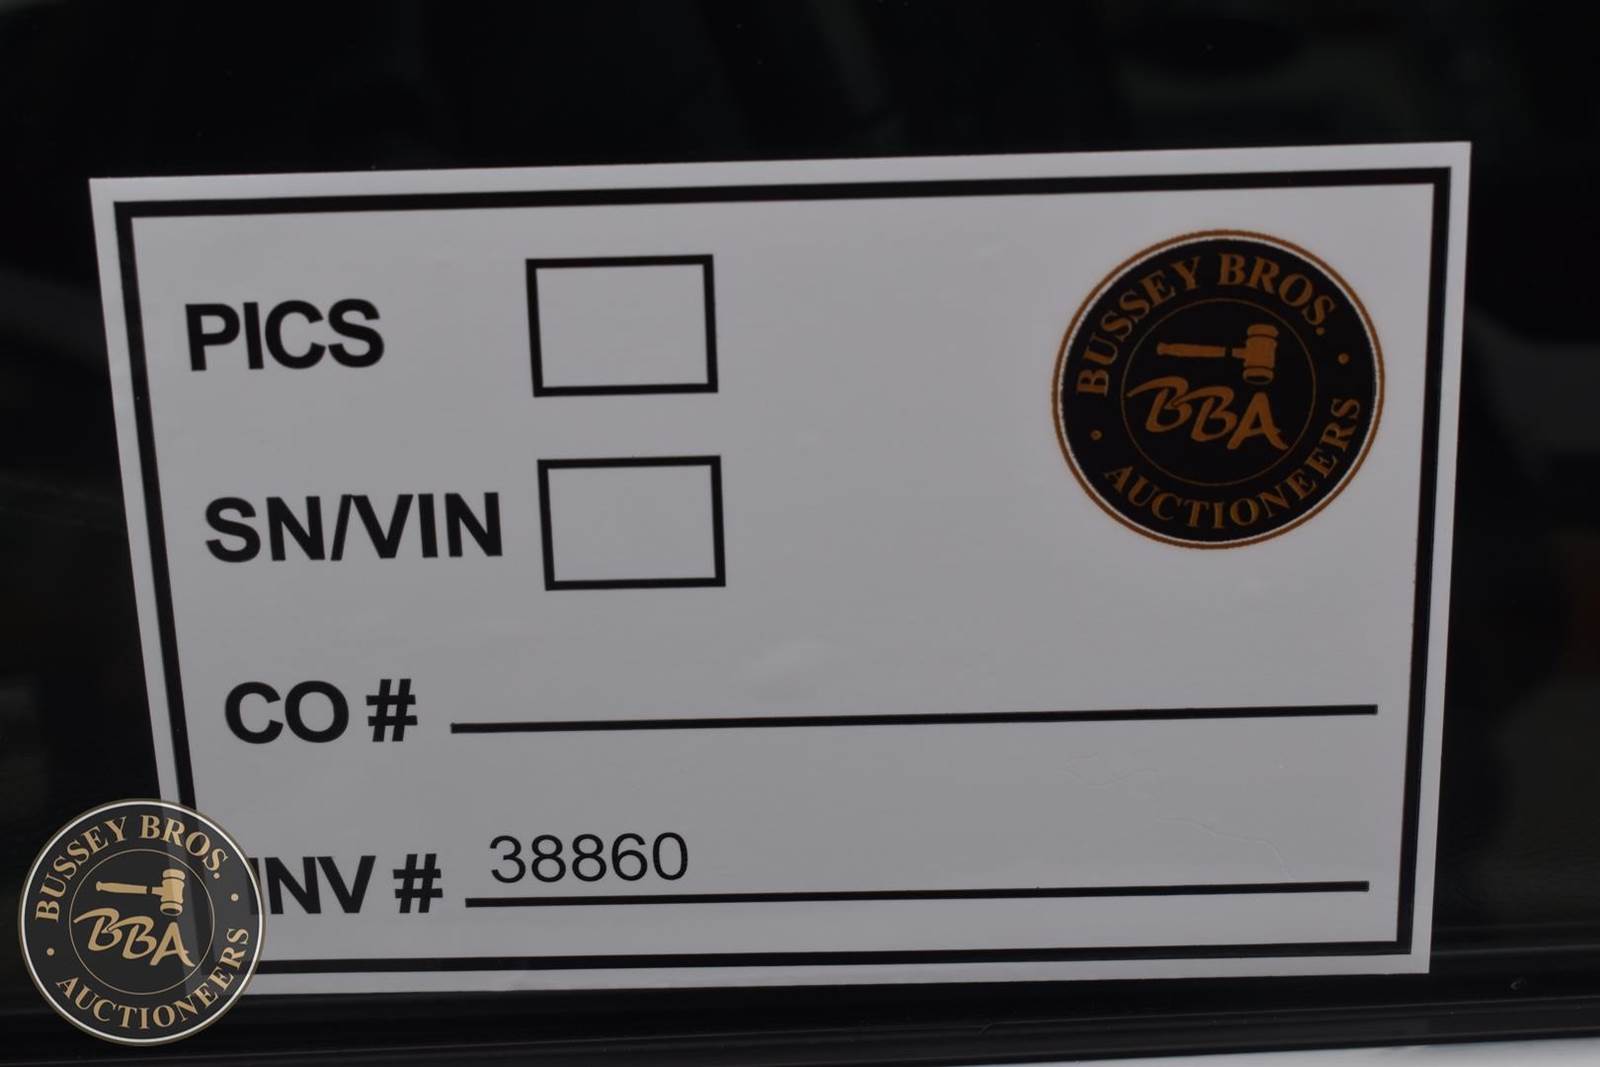 PICS
BUSSEY BROS.
BBA
AUCTIONEERS
SN/VIN
CO #
INV # 38860
BUSSEY BROS.
BBA
AUCTIONEERS